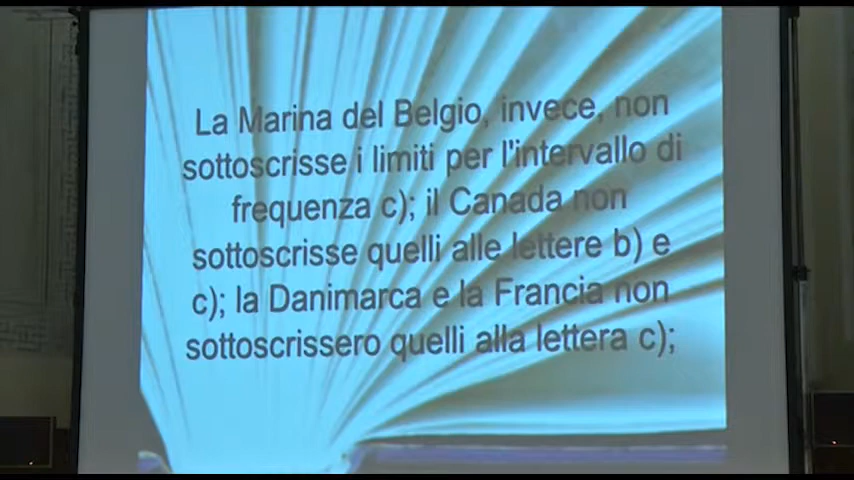 La Marina del Belgio, invece, non
sottoscrisse i limiti per l'intervallo di
frequenza c); il Canada non
sottoscrisse quelli alle lettere b) e
c); la Danimarca e la Francia non
sottoscrissero quelli alla lettera c);